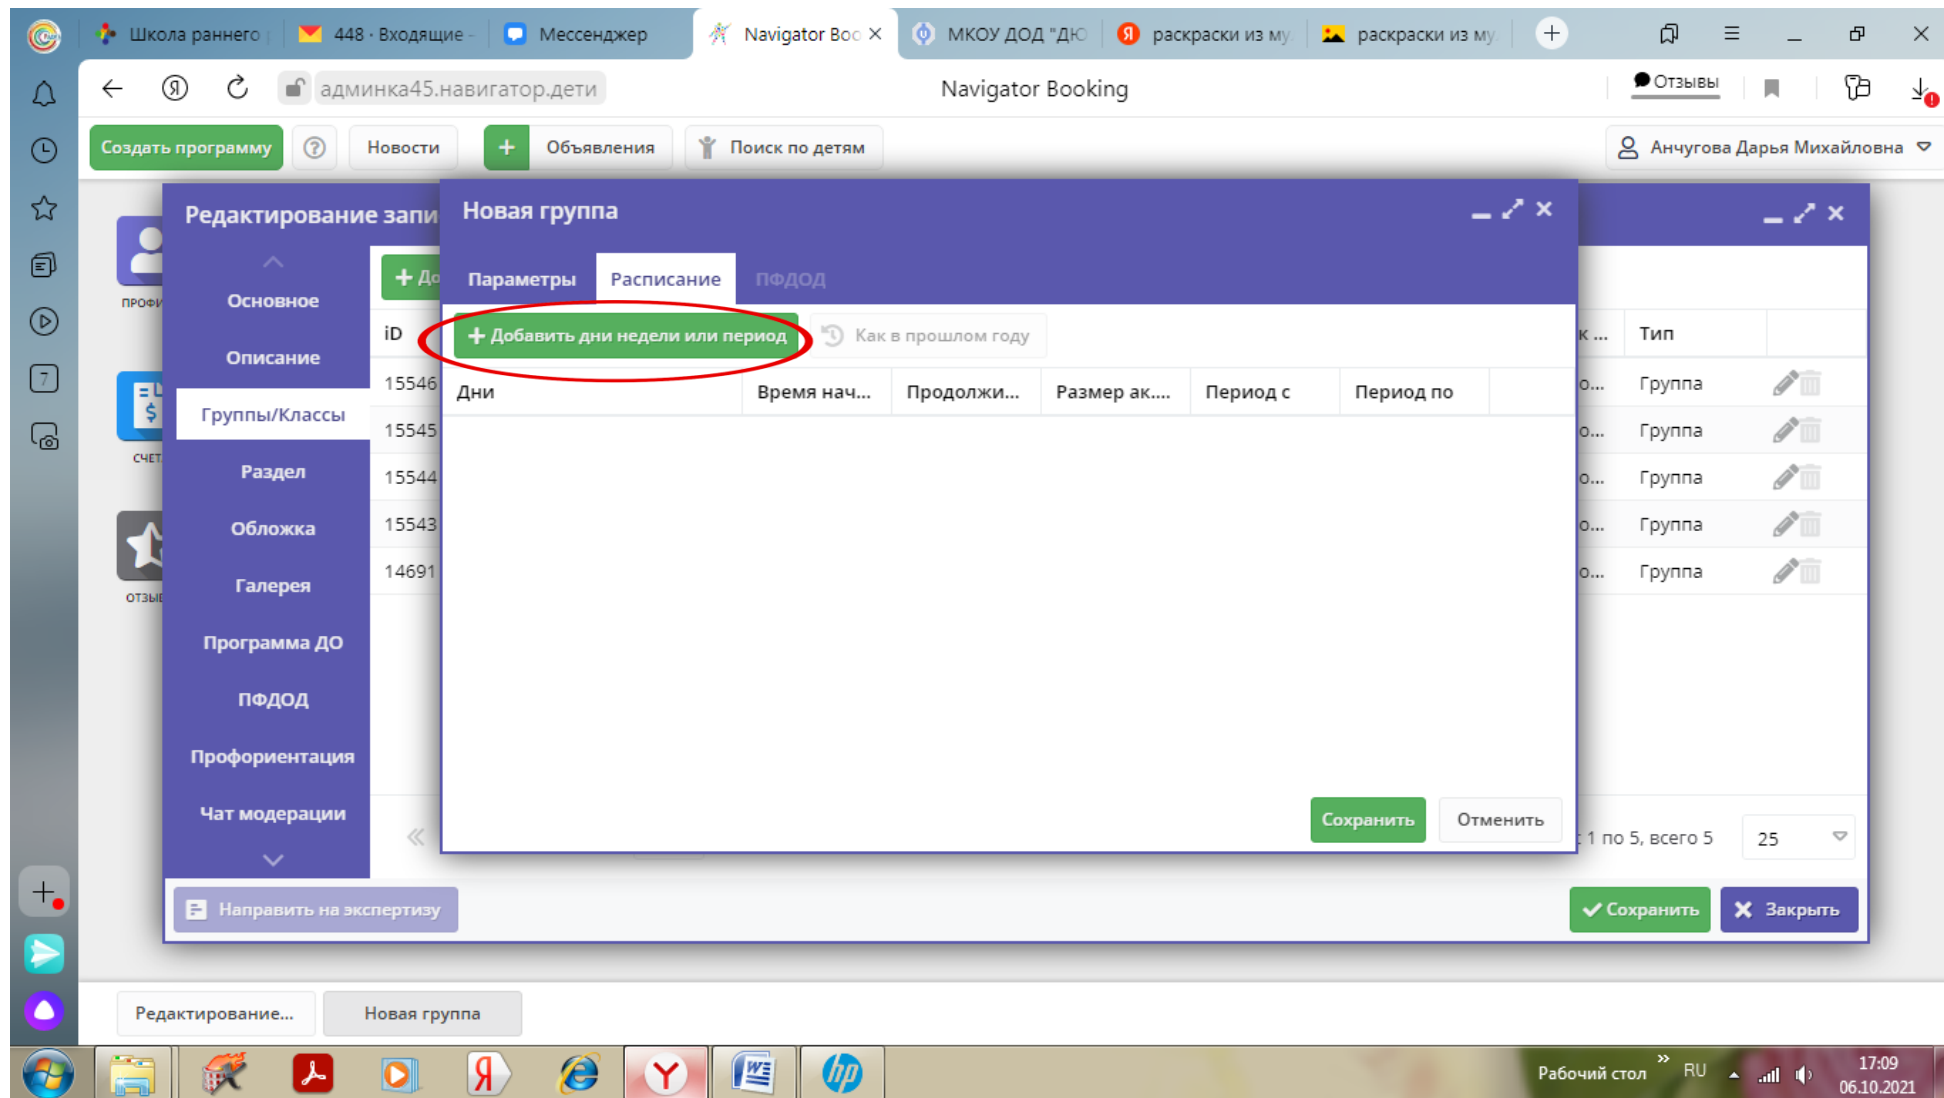 Школа раннего
448 · Входящие -
Мессенджер
Navigator Boo
МКОУ ДОД "ДЮ
раскраски из му
раскраски из му
админка45.навигатор.дети
Navigator Booking
Отзывы
Создать программу
Новости
Объявления
Поиск по детям
Анчугова Дарья Михайловна
Редактирование запи
Новая группа
Параметры
Расписание
ПФДОД
Основное
Описание
Группы/Классы
Раздел
Обложка
Галерея
Программа ДО
ПФДОД
Профориентация
Чат модерации
ПРОФИ
СЧЕТ
ОТЗЫ
+ До
iD
15546
15545
15544
15543
14691
+ Добавить дни недели или период
Как в прошлом году
Дни
Время нач...
Продолжи...
Размер ак....
Период с
Период по
к ...
Тип
о...
Группа
о...
Группа
о...
Группа
о...
Группа
о...
Группа
Сохранить
Отменить
1 по 5, всего 5
25
Направить на экспертизу
Сохранить
Закрыть
Редактирование...
Новая группа
7
Рабочий стол
RU
17:09
06.10.2021